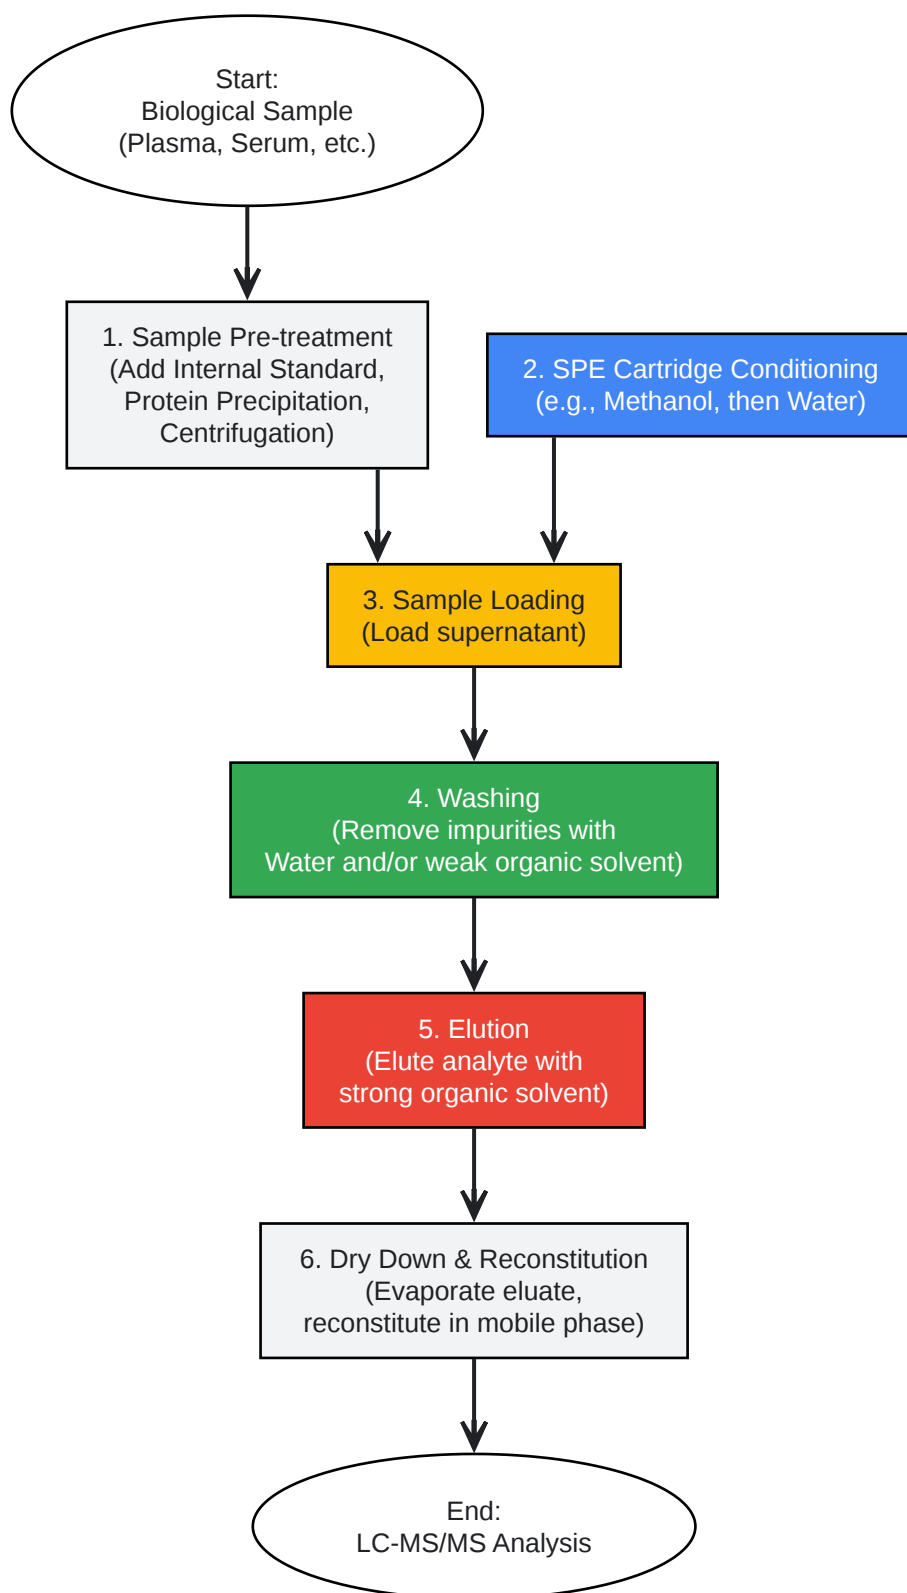 Start:
Biological Sample
(Plasma, Serum, etc.)
1. Sample Pre-treatment
(Add Internal Standard,
Protein Precipitation,
Centrifugation)
2. SPE Cartridge Conditioning
(e.g., Methanol, then Water)
3. Sample Loading
(Load supernatant)
4. Washing
(Remove impurities with
Water and/or weak organic solvent)
5. Elution
(Elute analyte with
strong organic solvent)
6. Dry Down & Reconstitution
(Evaporate eluate,
reconstitute in mobile phase)
End:
LC-MS/MS Analysis